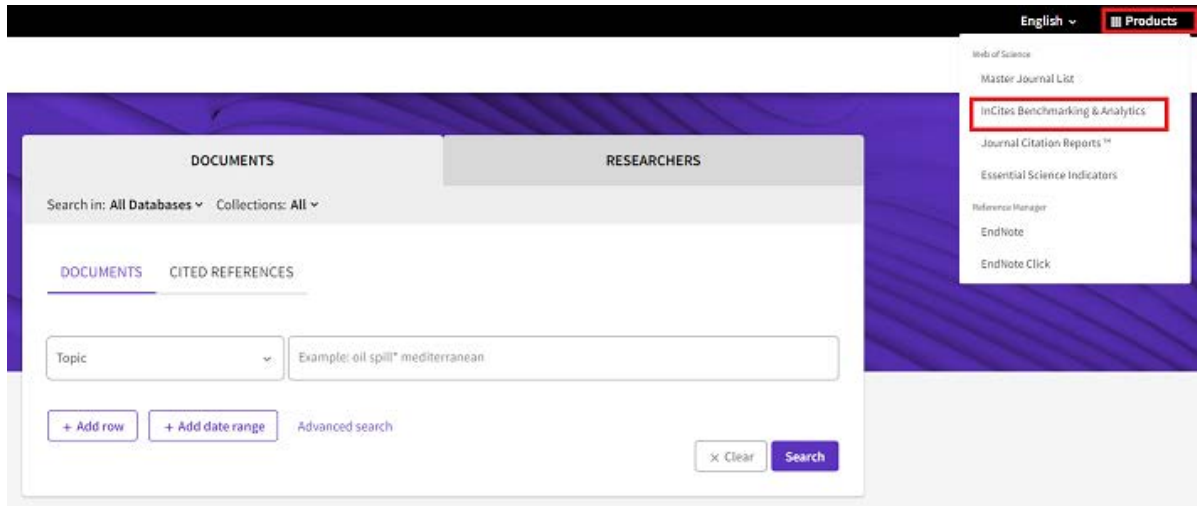 English Products
Web of Science
Master Journal List
InCites Benchmarking & Analytics
Journal Citation Reports ™
Essential Science Indicators
Reference Manager
EndNote
EndNote Click
DOCUMENTS RESEARCHERS
Search in: All Databases Collections: All
DOCUMENTS CITED REFERENCES
Topic Example: oil spill* mediterranean
+ Add row + Add date range Advanced search
× Clear Search